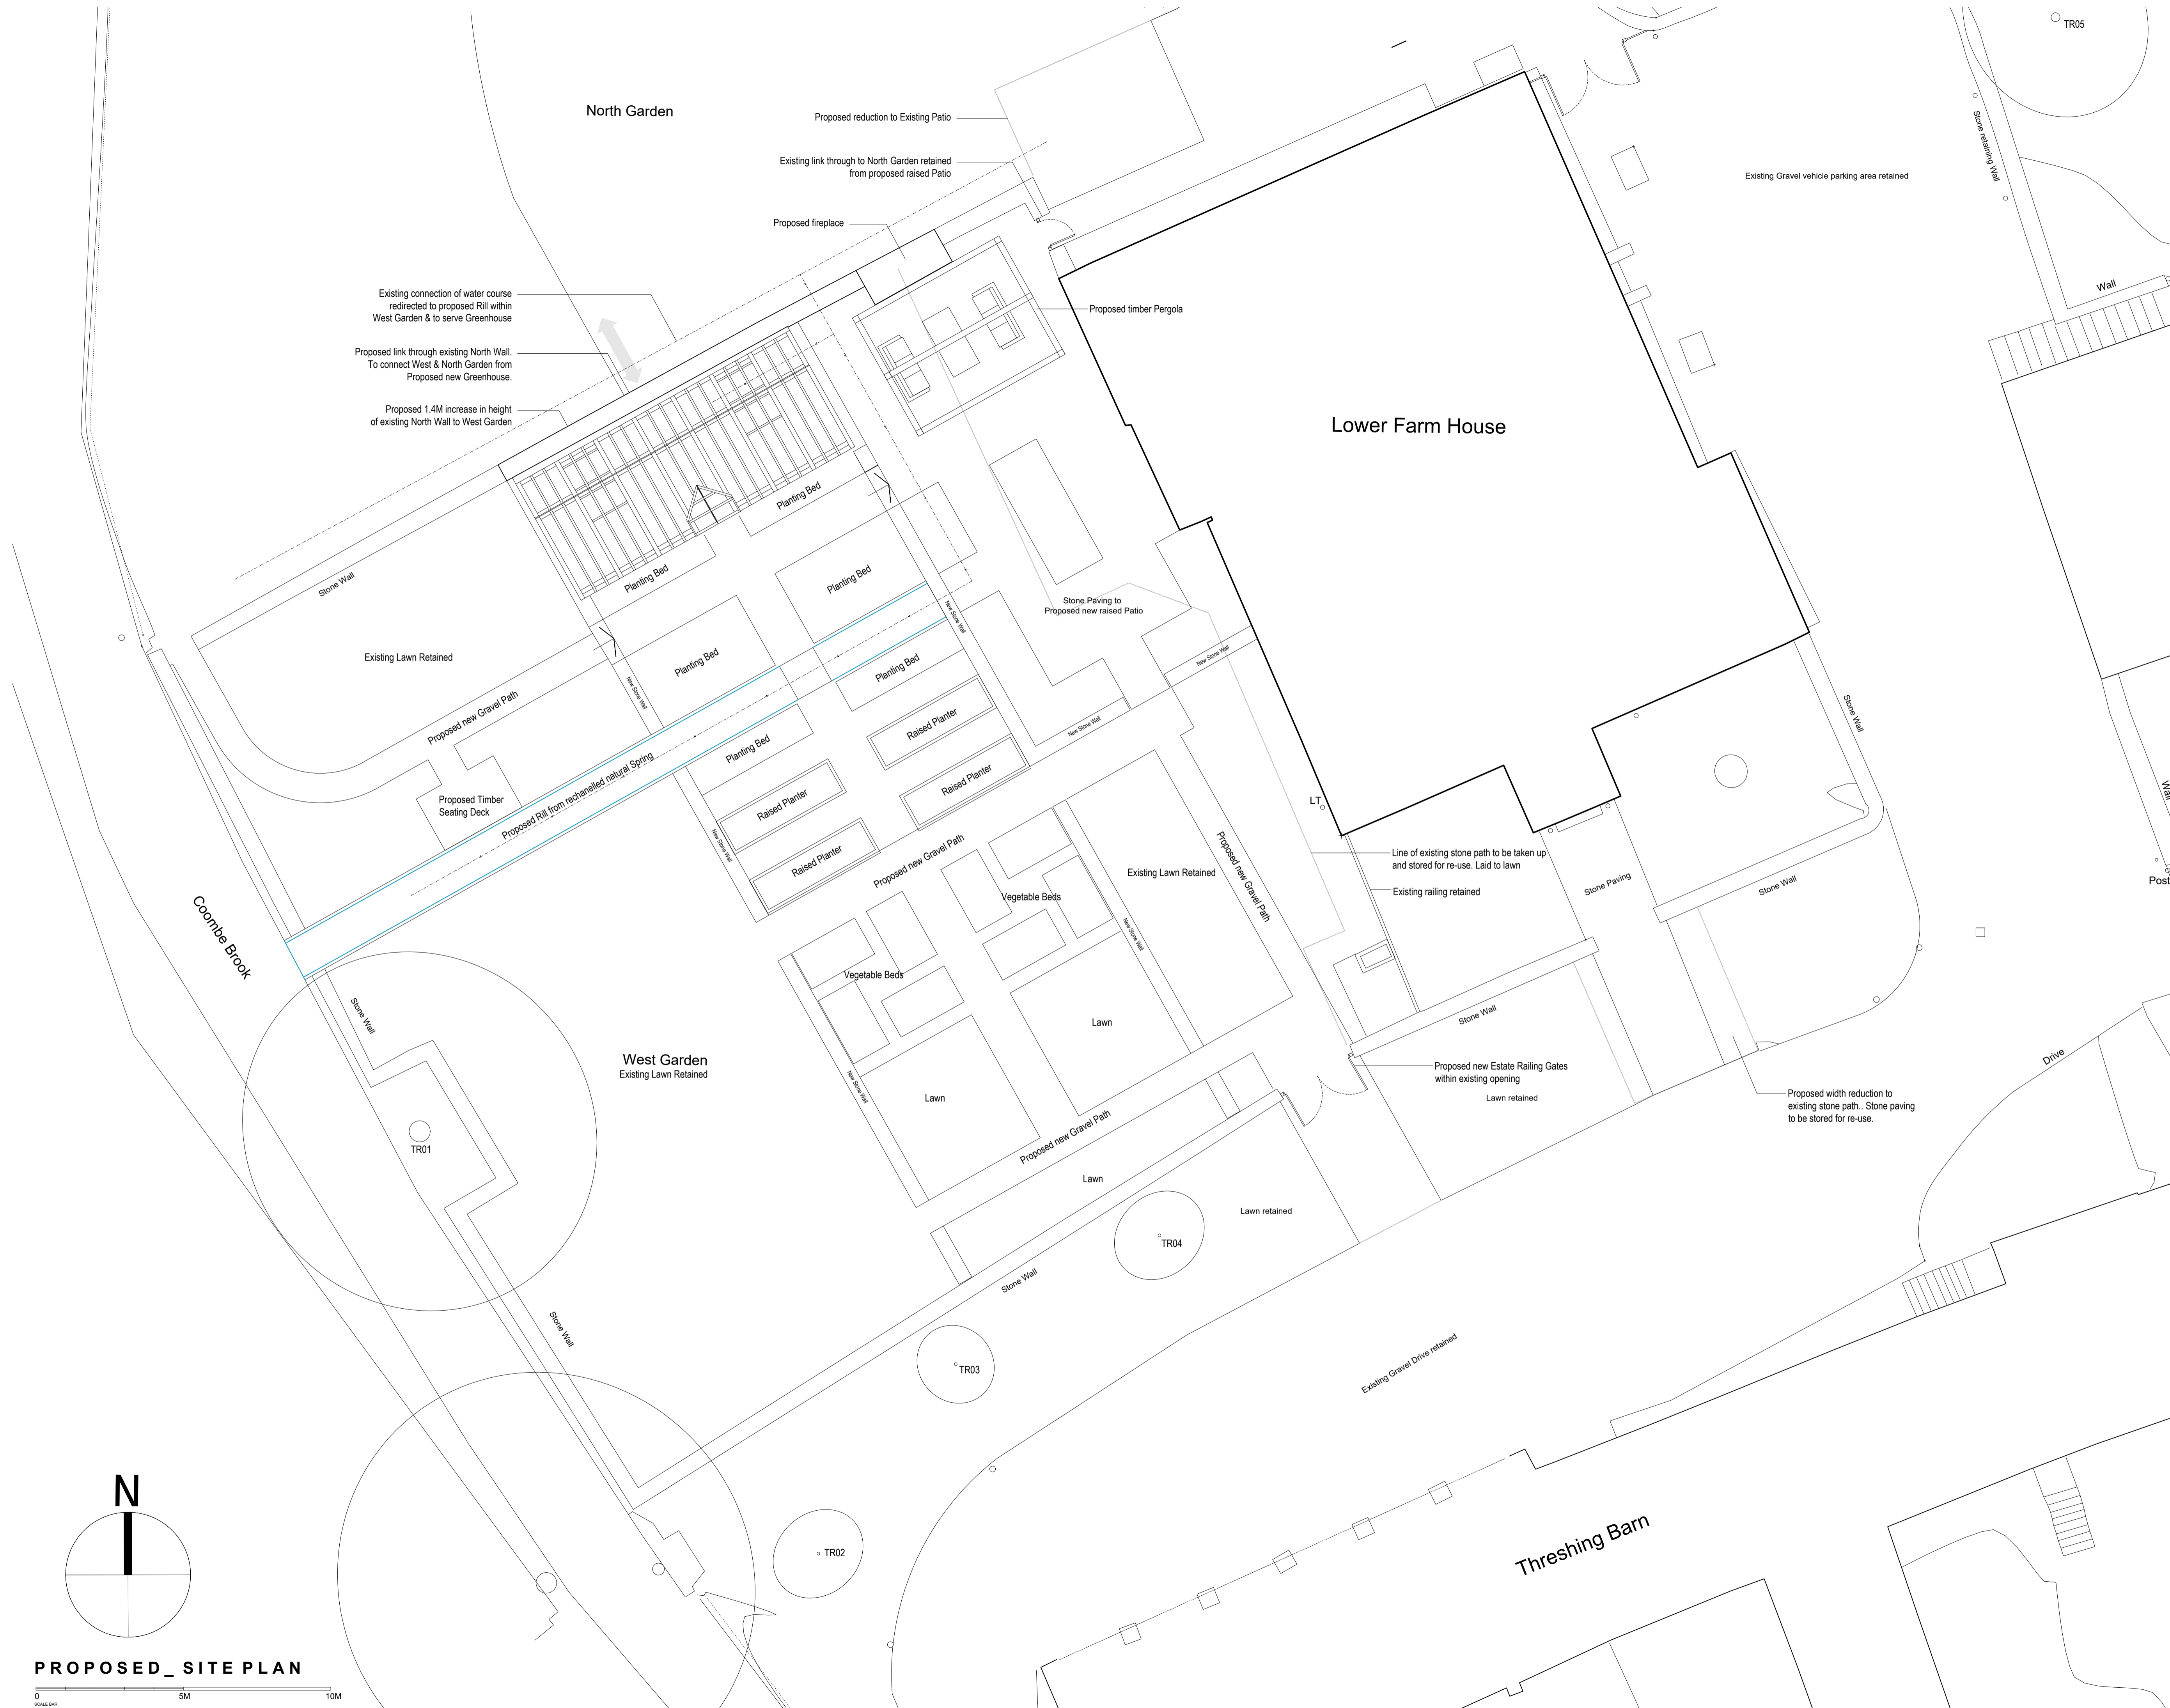 TR05
North Garden
Proposed reduction to Existing Patio
Existing link through to North Garden retained
from proposed raised Patio
Proposed fireplace
Existing Gravel vehicle parking area retained
Stone retaining Wall
Wall
Existing connection of water course
redirected to proposed Rill within
West Garden & to serve Greenhouse
Proposed link through existing North Wall.
To connect West & North Garden from
Proposed new Greenhouse.
Proposed 1.4M increase in height
of existing North Wall to West Garden
Proposed timber Pergola
Lower Farm House
Planting Bed
Planting Bed
Planting Bed
Stone Wall
Stone Paving to
Proposed new raised Patio
New Stone Wall
Existing Lawn Retained
Planting Bed
Planting Bed
New Stone Wall
New Stone Wall
Proposed new Gravel Path
Raised Planter
New Stone Wall
Stone Wall
Planting Bed
Proposed Rill from rechanelled natural Spring
Raised Planter
Proposed Timber
Seating Deck
Raised Planter
LT
Wall
New Stone Wall
Raised Planter
Proposed new Gravel Path
Proposed new Gravel Path
Line of existing stone path to be taken up
and stored for re-use. Laid to lawn
Existing railing retained
Existing Lawn Retained
Stone Paving
Stone Wall
Post
Vegetable Beds
Coombe Brook
New Stone Wall
Vegetable Beds
Stone Wall
Stone Wall
Lawn
West Garden
Existing Lawn Retained
Proposed new Estate Railing Gates
within existing opening
Lawn retained
Drive
New Stone Wall
Lawn
Proposed width reduction to
existing stone path.. Stone paving
to be stored for re-use.
TR01
Proposed new Gravel Path
Lawn
Lawn retained
TR04
Stone Wall
Stone Wall
TR03
Existing Gravel Drive retained
TR02
Threshing Barn
N
PROPOSED_ SITE PLAN
0 5M 10M
SCALE BAR